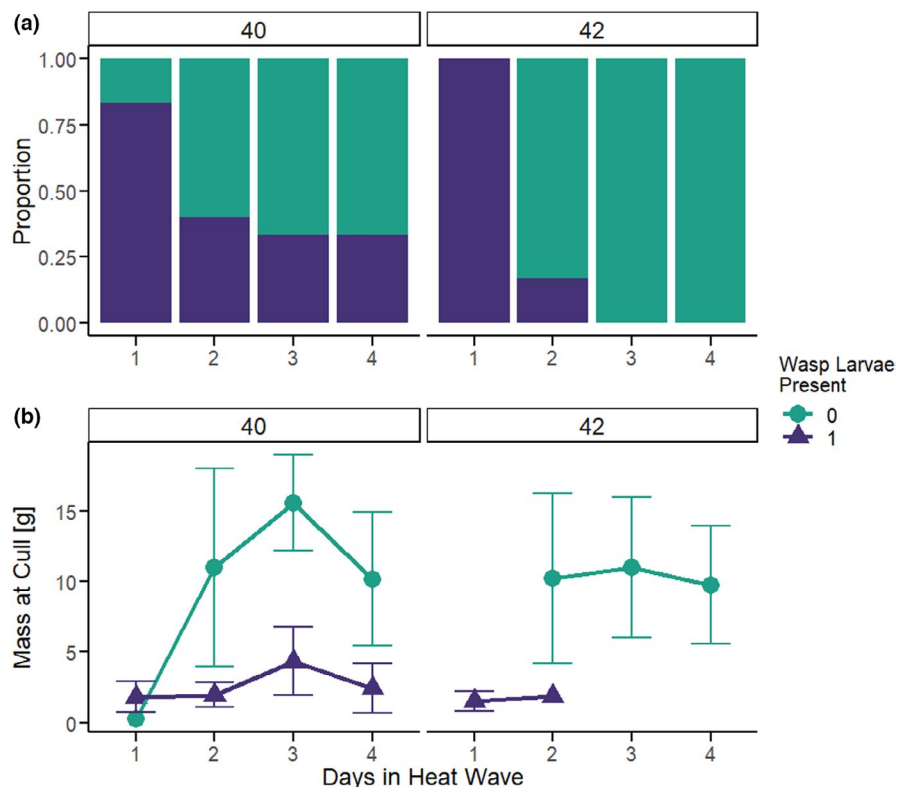 (a)
40 42
1.00
0.75
0.50
0.25
0.00
Proportion
1 2 3 4 1 2 3 4
Wasp Larvae
Present
0
1
(b)
40 42
15
10
5
0
Mass at Cull [g]
1 2 3 4 1 2 3 4
Days in Heat Wave